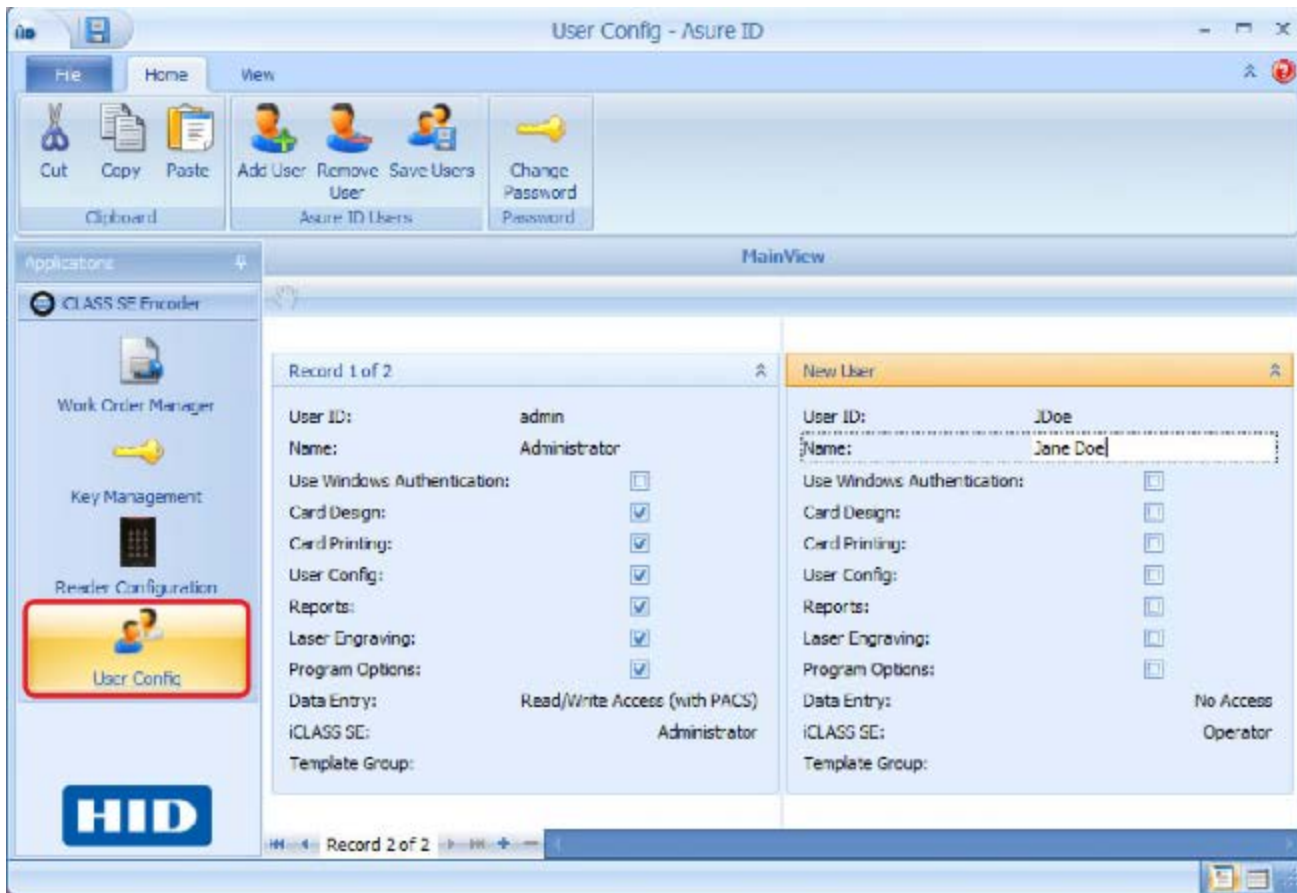 User Config - Asure ID
File Home View
Cut Copy Paste Add User Remove User Save Users Change Password
Clipboard Asure ID Users Password
Applications
MainView
iCLASS SE Encoder
Work Order Manager
Key Management
Reader Configuration
User Config
HID
Record 1 of 2
User ID: admin
Name: Administrator
Use Windows Authentication:
Card Design:
Card Printing:
User Config:
Reports:
Laser Engraving:
Program Options:
Data Entry: Read/Write Access (with PACS)
iCLASS SE: Administrator
Template Group:
New User
User ID: JDoe
Name: Jane Doe
Use Windows Authentication:
Card Design:
Card Printing:
User Config:
Reports:
Laser Engraving:
Program Options:
Data Entry: No Access
iCLASS SE: Operator
Template Group:
Record 2 of 2